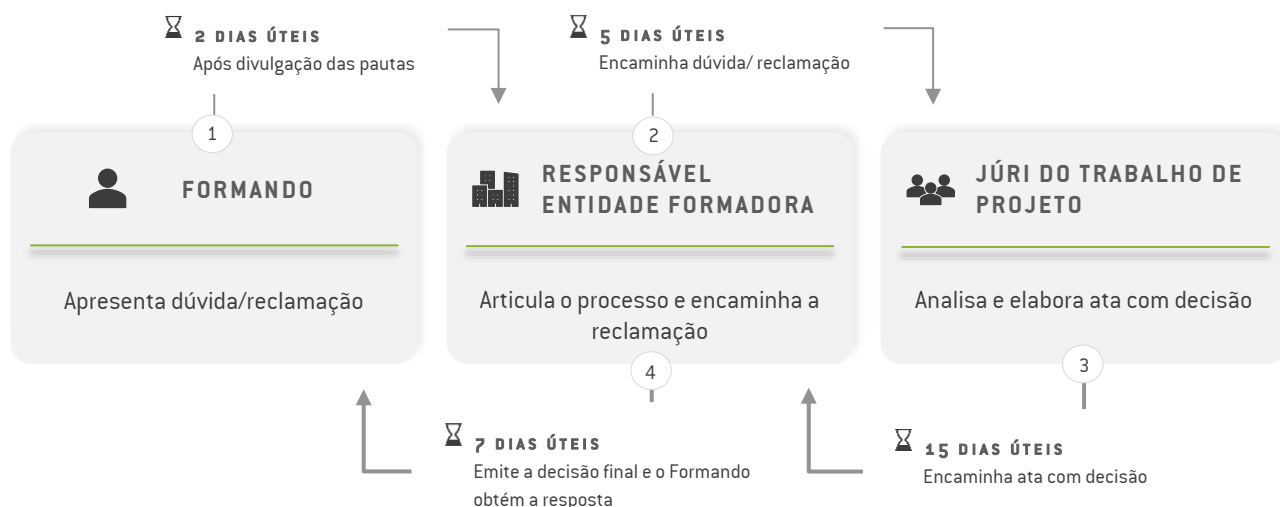 2 DIAS ÚTEIS
Após divulgação das pautas
5 DIAS ÚTEIS
Encaminha dúvida/ reclamação
1
2
FORMANDO
RESPONSÁVEL
ENTIDADE FORMADORA
JÚRI DO TRABALHO DE
PROJETO
Apresenta dúvida/reclamação
Articula o processo e encaminha a
reclamação
Analisa e elabora ata com decisão
4
3
7 DIAS ÚTEIS
Emite a decisão final e o Formando
obtém a resposta
15 DIAS ÚTEIS
Encaminha ata com decisão